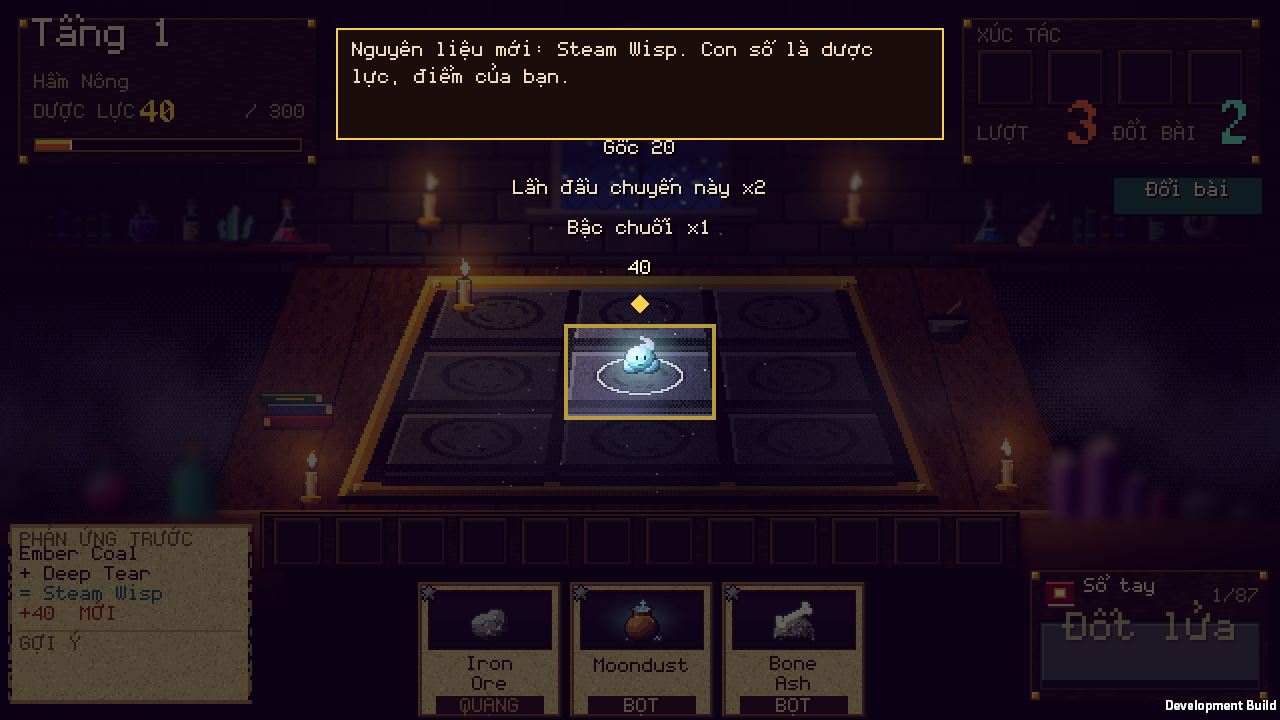 Tầng 1
Hầm Nóng
DƯỢC LỰC 40 / 300
Nguyên liệu mới: Steam Wisp. Con số là dược
lực, điểm của bạn.
XÚC TÁC
LƯỢT 3 ĐỔI BÀI 2
Đổi bài
Gốc 20
Lần đầu chuyến này x2
Bậc chuỗi x1
40
PHẢN ỨNG TRƯỚC
Ember Coal
+ Deep Tear
= Steam Wisp
+40 MỚI
GỢI Ý
Iron
Ore
QUẶNG
Moondust
BỘT
Bone
Ash
BỘT
Sổ tay
1/87
Đốt lửa
Development Build